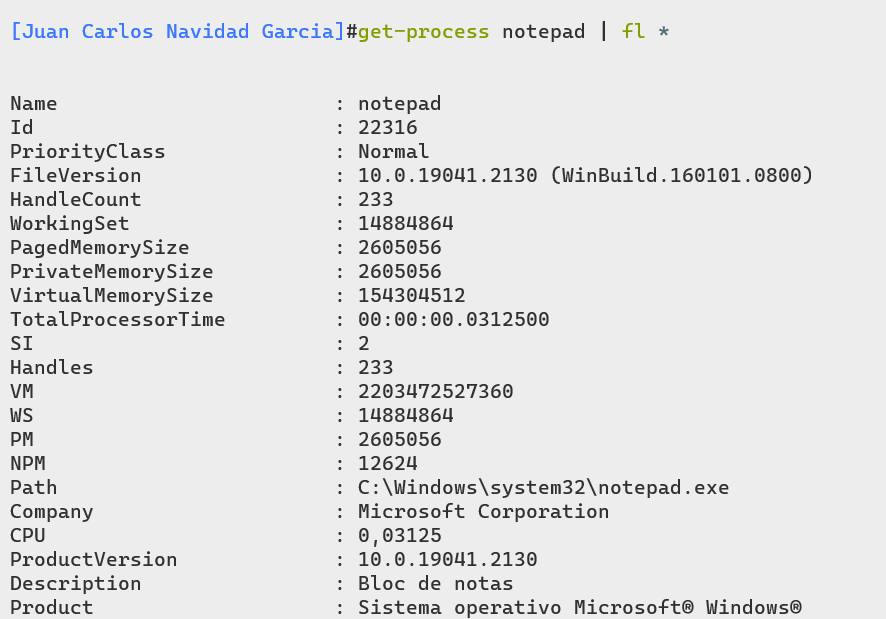 [Juan Carlos Navidad Garcia]#get-process notepad | fl *
Name : notepad
Id : 22316
PriorityClass : Normal
FileVersion : 10.0.19041.2130 (WinBuild.160101.0800)
HandleCount : 233
WorkingSet : 14884864
PagedMemorySize : 2605056
PrivateMemorySize : 2605056
VirtualMemorySize : 154304512
TotalProcessorTime : 00:00:00.0312500
SI : 2
Handles : 233
VM : 2203472527360
WS : 14884864
PM : 2605056
NPM : 12624
Path : C:\Windows\system32\notepad.exe
Company : Microsoft Corporation
CPU : 0,03125
ProductVersion : 10.0.19041.2130
Description : Bloc de notas
Product : Sistema operativo Microsoft® Windows®